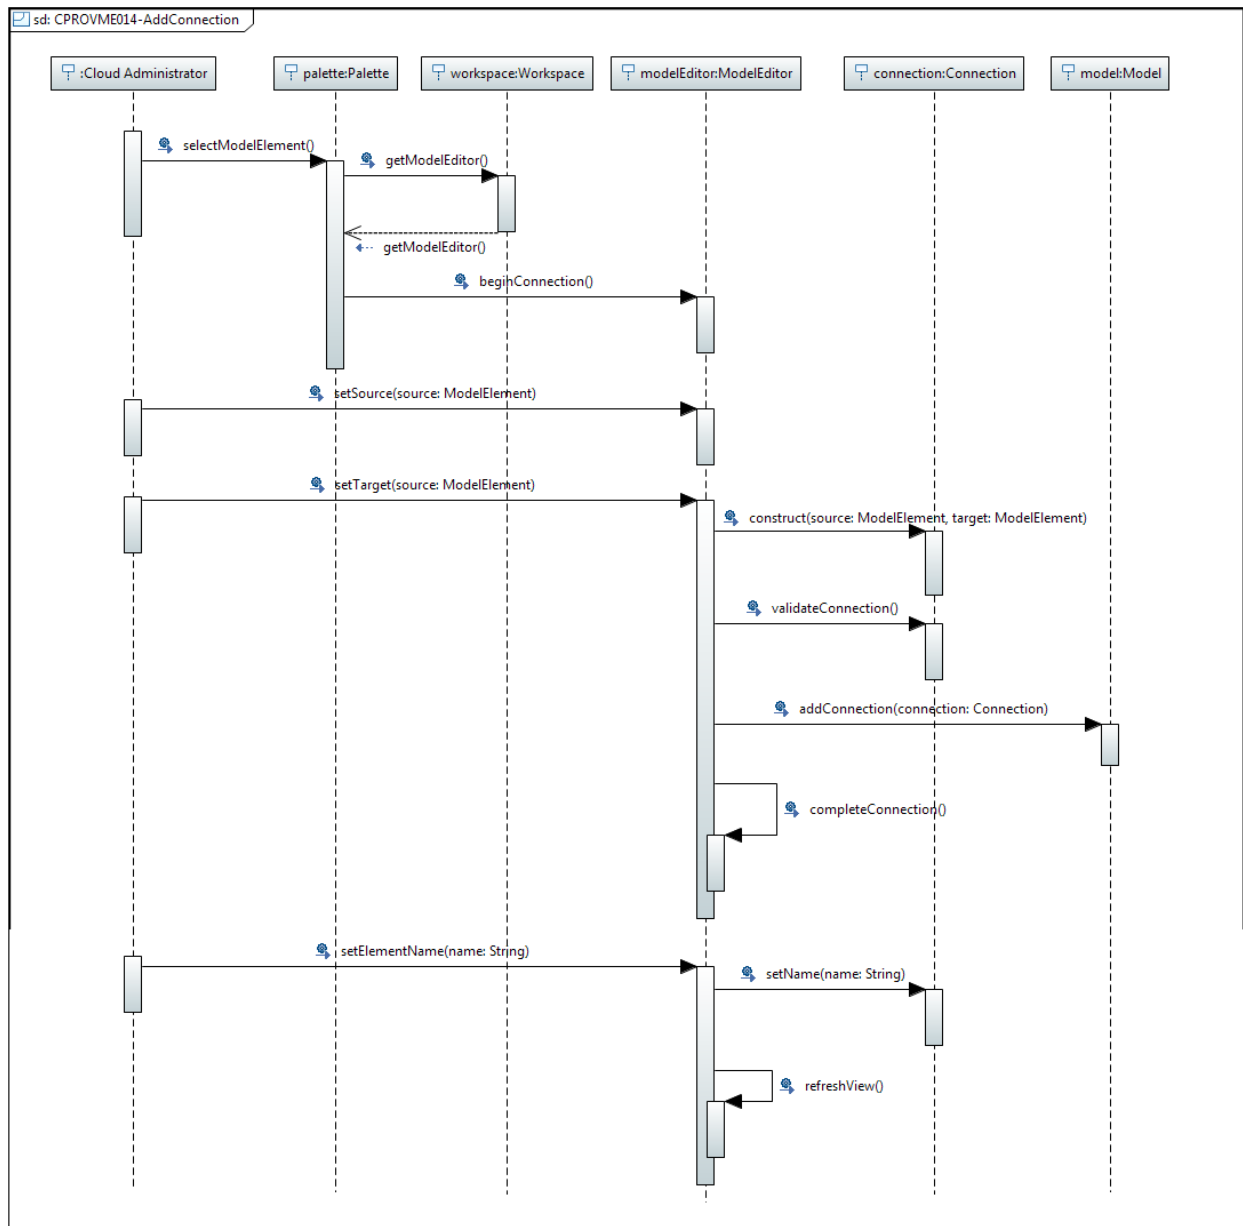 sd: CPROVME014-AddConnection
:Cloud Administrator
palette:Palette
workspace:Workspace
modelEditor:ModelEditor
connection:Connection
model:Model
selectModelElement()
getModelEditor()
getModelEditor()
beginConnection()
setSource(source: ModelElement)
setTarget(source: ModelElement)
construct(source: ModelElement, target: ModelElement)
validateConnection()
addConnection(connection: Connection)
completeConnection()
setElementName(name: String)
setName(name: String)
refreshView()